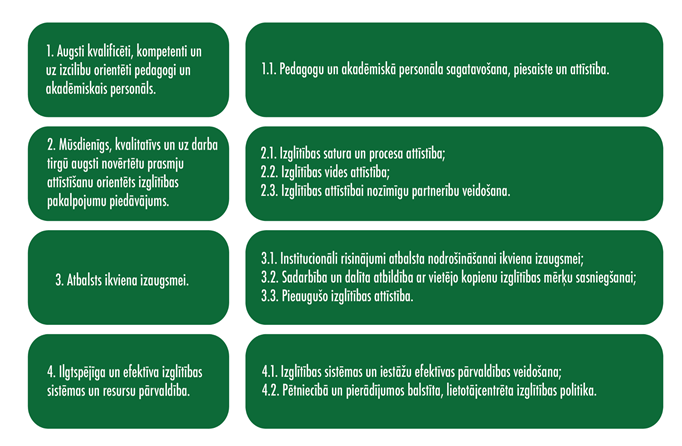 1. Augsti kvalificēti, kompetenti un
uz izcilību orientēti pedagogi un
akadēmiskais personāls.
1.1. Pedagogu un akadēmiskā personāla sagatavošana, piesaiste un attīstība.
2. Mūsdienīgs, kvalitatīvs un uz darba
tirgū augsti novērtētu prasmju
attīstīšanu orientēts izglītības
pakalpojumu piedāvājums.
2.1. Izglītības satura un procesa attīstība;
2.2. Izglītības vides attīstība;
2.3. Izglītības attīstībai nozīmīgu partnerību veidošana.
3. Atbalsts ikviena izaugsmei.
3.1. Institucionāli risinājumi atbalsta nodrošināšanai ikviena izaugsmei;
3.2. Sadarbība un dalīta atbildība ar vietējo kopienu izglītības mērķu sasniegšanai;
3.3. Pieaugušo izglītības attīstība.
4. Ilgtspējīga un efektīva izglītības
sistēmas un resursu pārvaldība.
4.1. Izglītības sistēmas un iestāžu efektīvas pārvaldības veidošana;
4.2. Pētniecībā un pierādījumos balstīta, lietotājcentrēta izglītības politika.